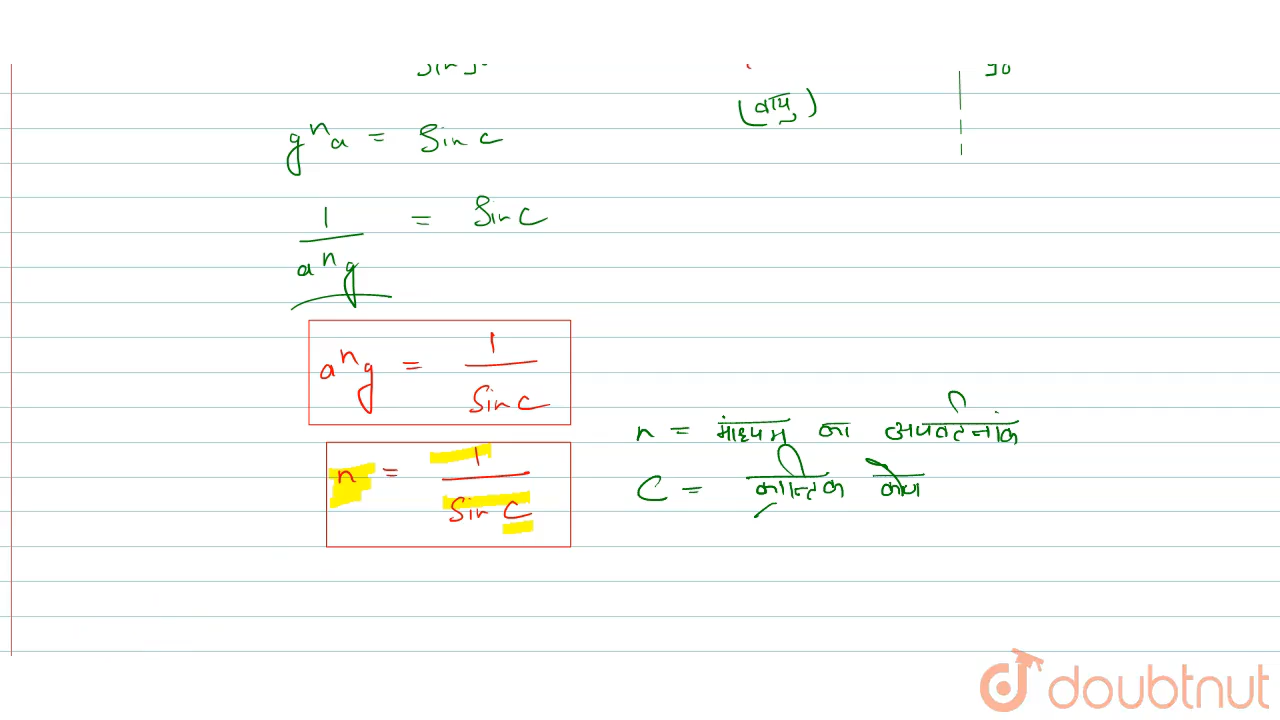 (वायु)
gna = Sin c
1 / ang = Sin C
ang = 1 / Sin C
n = माध्यम का अपवर्तनांक
n = 1 / Sin C
C = क्रान्तिक कोण
doubtnut